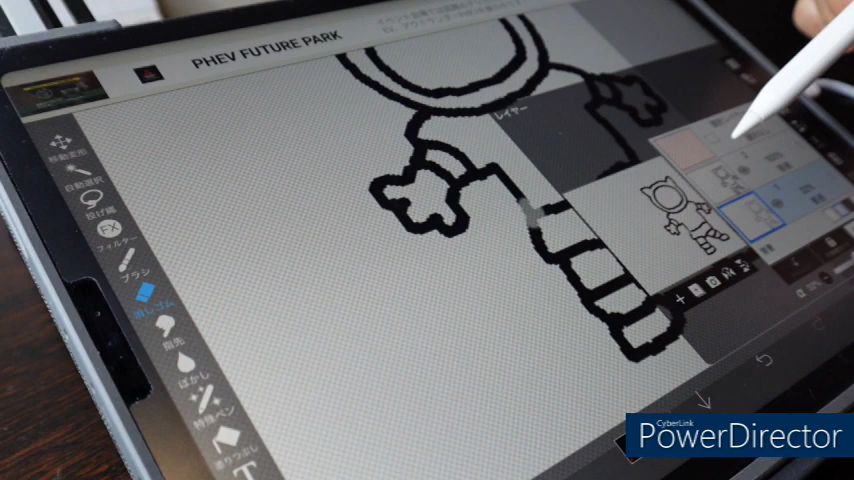 PHEV FUTURE PARK
レイヤー
移動変形
自動選択
投げ縄
FX
フィルター
ブラシ
消しゴム
指先
ぼかし
特殊ペン
塗りつぶし
T
CyberLink
PowerDirector